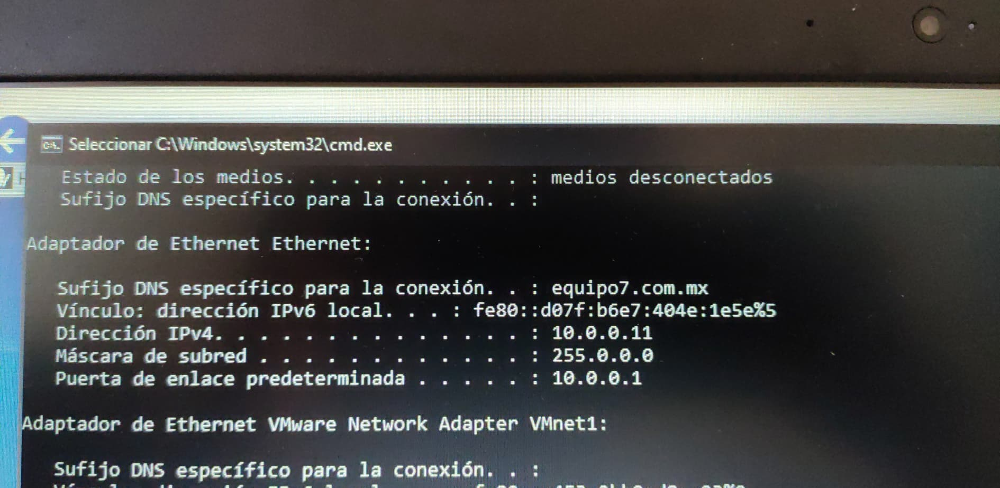 Seleccionar C:\Windows\system32\cmd.exe
Estado de los medios. . . . . . . . . . . : medios desconectados
Sufijo DNS específico para la conexión. . :
Adaptador de Ethernet Ethernet:
Sufijo DNS específico para la conexión. . : equipo7.com.mx
Vínculo: dirección IPv6 local. . . : fe80::d07f:b6e7:404e:1e5e%5
Dirección IPv4. . . . . . . . . . . . . . : 10.0.0.11
Máscara de subred . . . . . . . . . . . . : 255.0.0.0
Puerta de enlace predeterminada . . . . . : 10.0.0.1
Adaptador de Ethernet VMware Network Adapter VMnet1:
Sufijo DNS específico para la conexión. . :